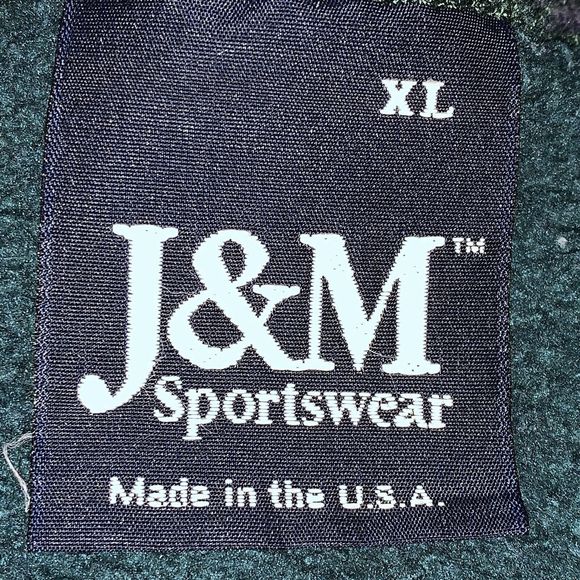 XL
J&M™
Sportswear
Made in the U.S.A.